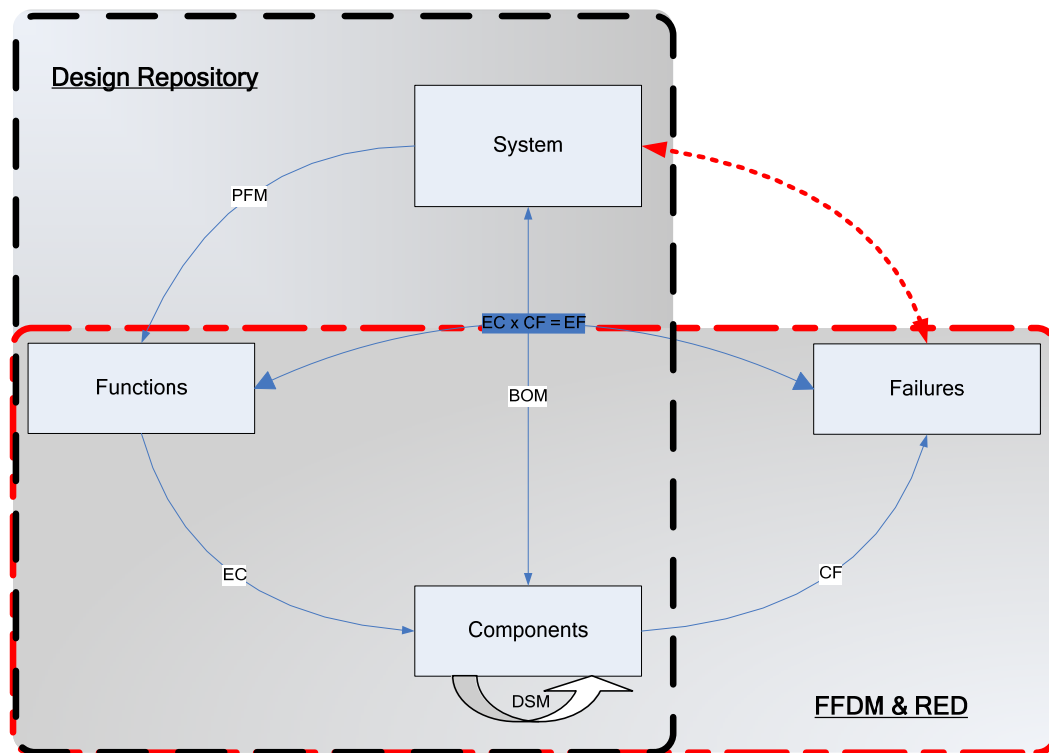 Design Repository
System
PFM
EC x CF = EF
Functions
BOM
Failures
EC
CF
Components
DSM
FFDM & RED